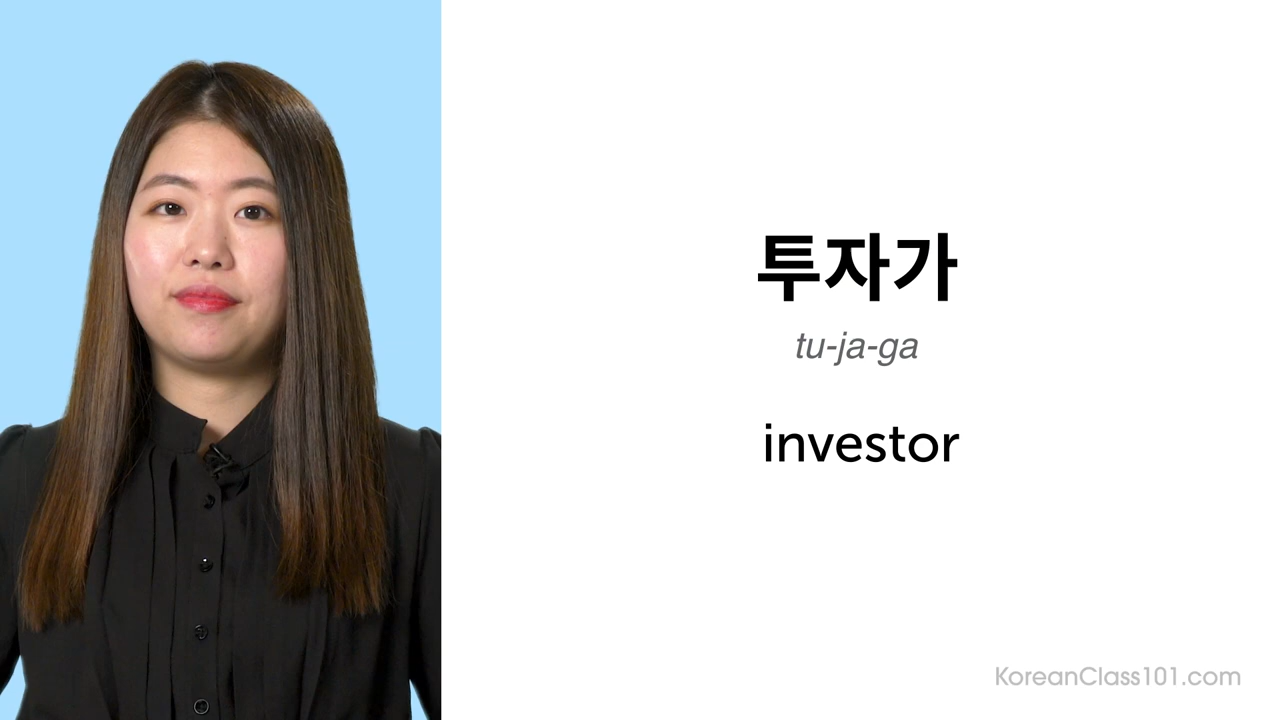 투자가
tu-ja-ga
investor
KoreanClass101.com